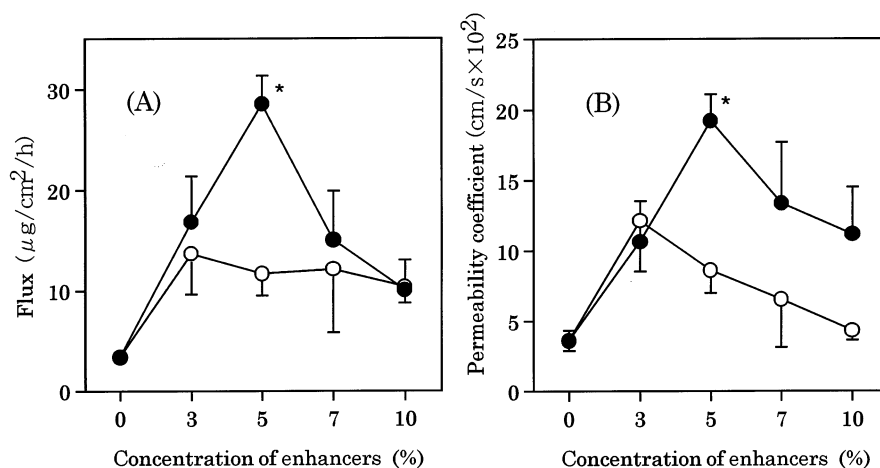 (A)
Flux (μg/cm²/h)
30
20
10
0
*
0 3 5 7 10
Concentration of enhancers (%)
(B)
Permeability coefficient (cm/s×10²)
25
20
15
10
5
0
*
0 3 5 7 10
Concentration of enhancers (%)